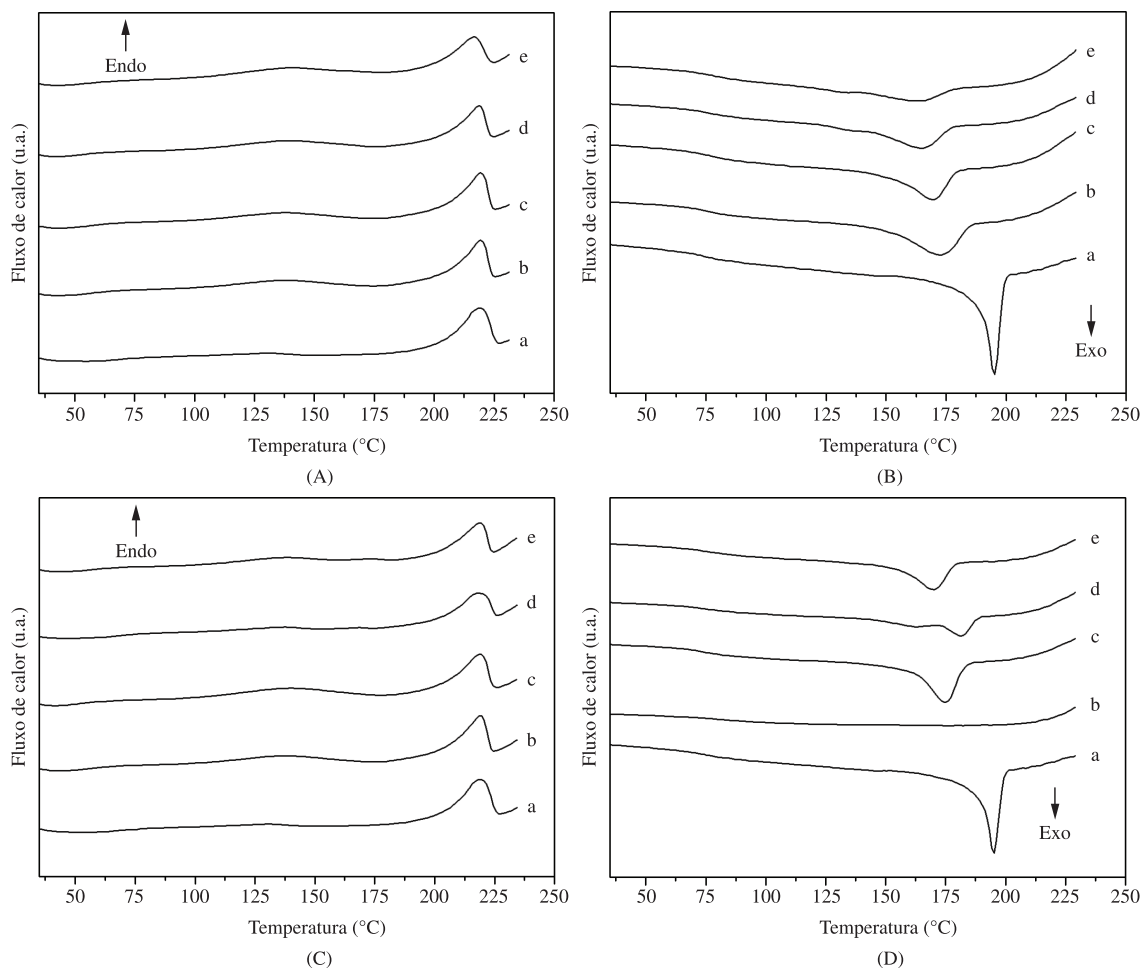 Endo
e
d
c
b
a
Fluxo de calor (u.a.)
50 75 100 125 150 175 200 225 250
Temperatura (°C)
(A)
e
d
c
b
a
Exo
Fluxo de calor (u.a.)
50 75 100 125 150 175 200 225 250
Temperatura (°C)
(B)
Endo
e
d
c
b
a
Fluxo de calor (u.a.)
50 75 100 125 150 175 200 225 250
Temperatura (°C)
(C)
e
d
c
b
a
Exo
Fluxo de calor (u.a.)
50 75 100 125 150 175 200 225 250
Temperatura (°C)
(D)